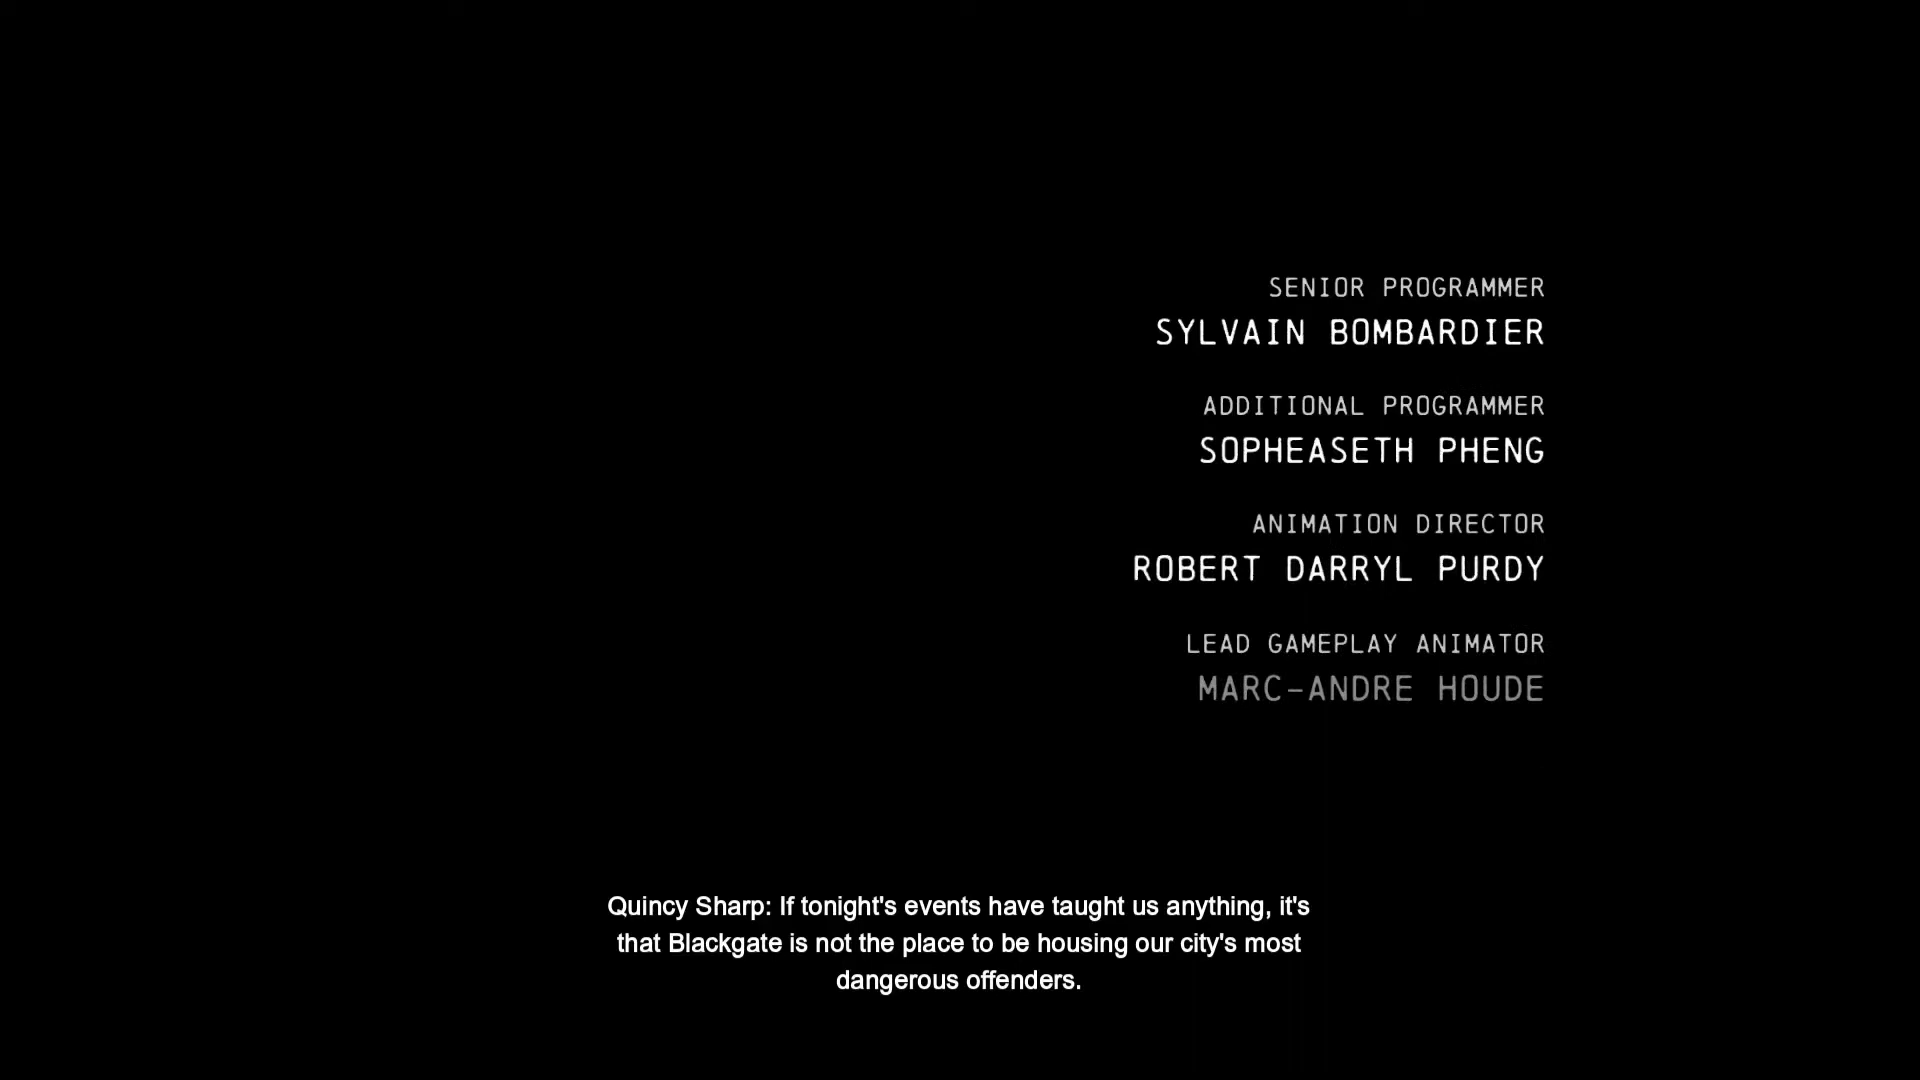 SENIOR PROGRAMMER
SYLVAIN BOMBARDIER
ADDITIONAL PROGRAMMER
SOPHEASETH PHENG
ANIMATION DIRECTOR
ROBERT DARRYL PURDY
LEAD GAMEPLAY ANIMATOR
MARC-ANDRE HOUDE
Quincy Sharp: If tonight's events have taught us anything, it's
that Blackgate is not the place to be housing our city's most
dangerous offenders.